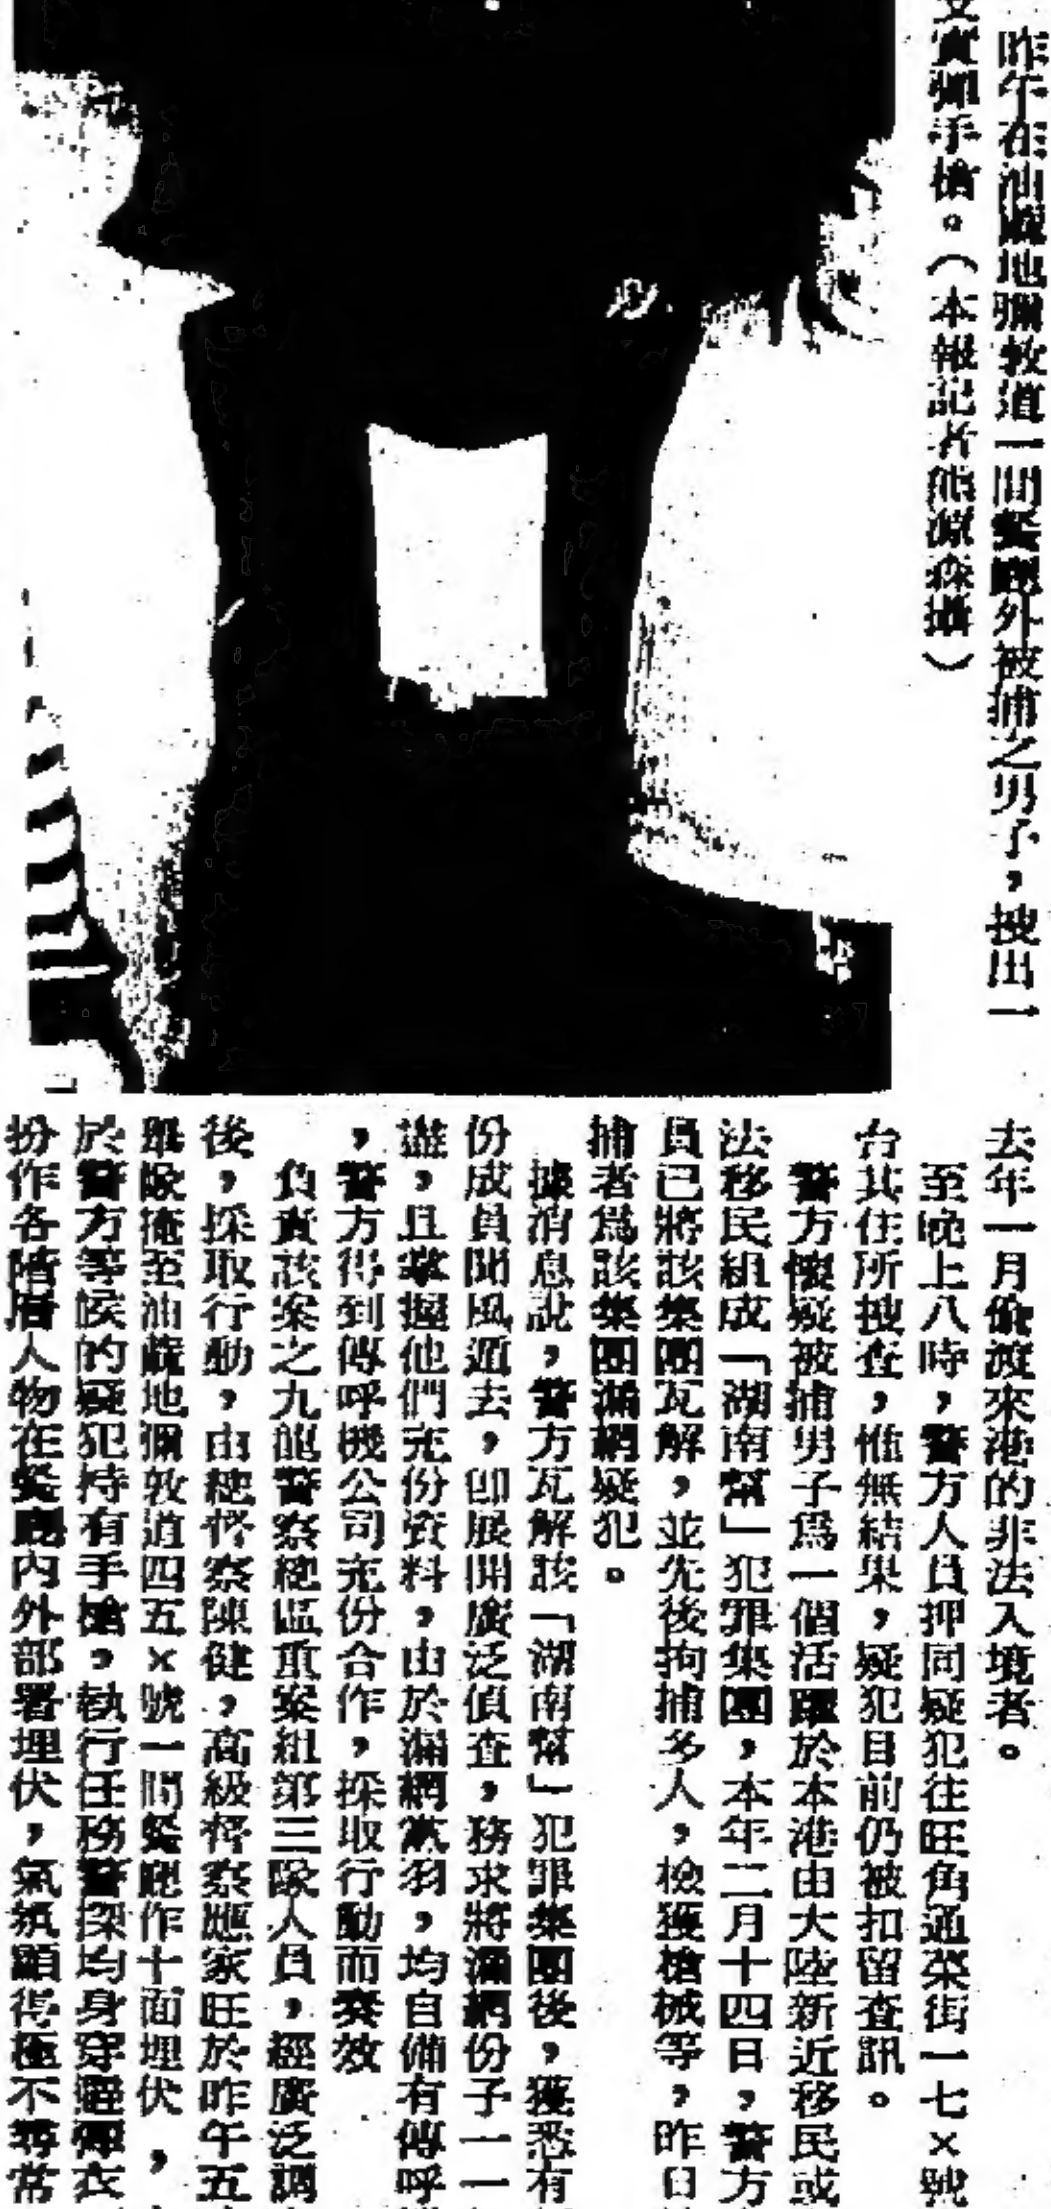 昨午在油蔴地彌敦道一間餐廳外被捕之男子，搜出一
支實彈手槍。（本報記者熊源森攝）
去年一月偷渡來港的非法入境者。
至晚上八時，警方人員押同疑犯往旺角通菜街一七×號
台其住所搜查，惟無結果，疑犯目前仍被扣留查訊。
警方懷疑被捕男子爲一個活躍於本港由大陸新近移民或
法移民組成「湖南幫」犯罪集團，本年二月十四日，警方
員已將該集團瓦解，並先後拘捕多人，檢獲槍械等，昨日
捕者爲該集團漏網疑犯。
據消息說，警方瓦解該「湖南幫」犯罪集團後，獲悉有
份成員聞風遁去，卽展開廣泛偵查，務求將漏網份子一一
，且掌握他們充份資料，由於漏網黨羽，均自備有傳呼
，警方得到傳呼機公司充份合作，採取行動而奏效
負責該案之九龍警察總區重案組第三隊人員，經廣泛調
後，採取行動，由總督察陳健，高級督察應家旺於昨午五
率隊掩至油蔴地彌敦道四五×號一間餐廳作十面埋伏，
於警方等候的疑犯持有手槍，執行任務警探均身穿避彈衣
扮作各階層人物在餐廳內外部署埋伏，氣氛顯得極不尋常